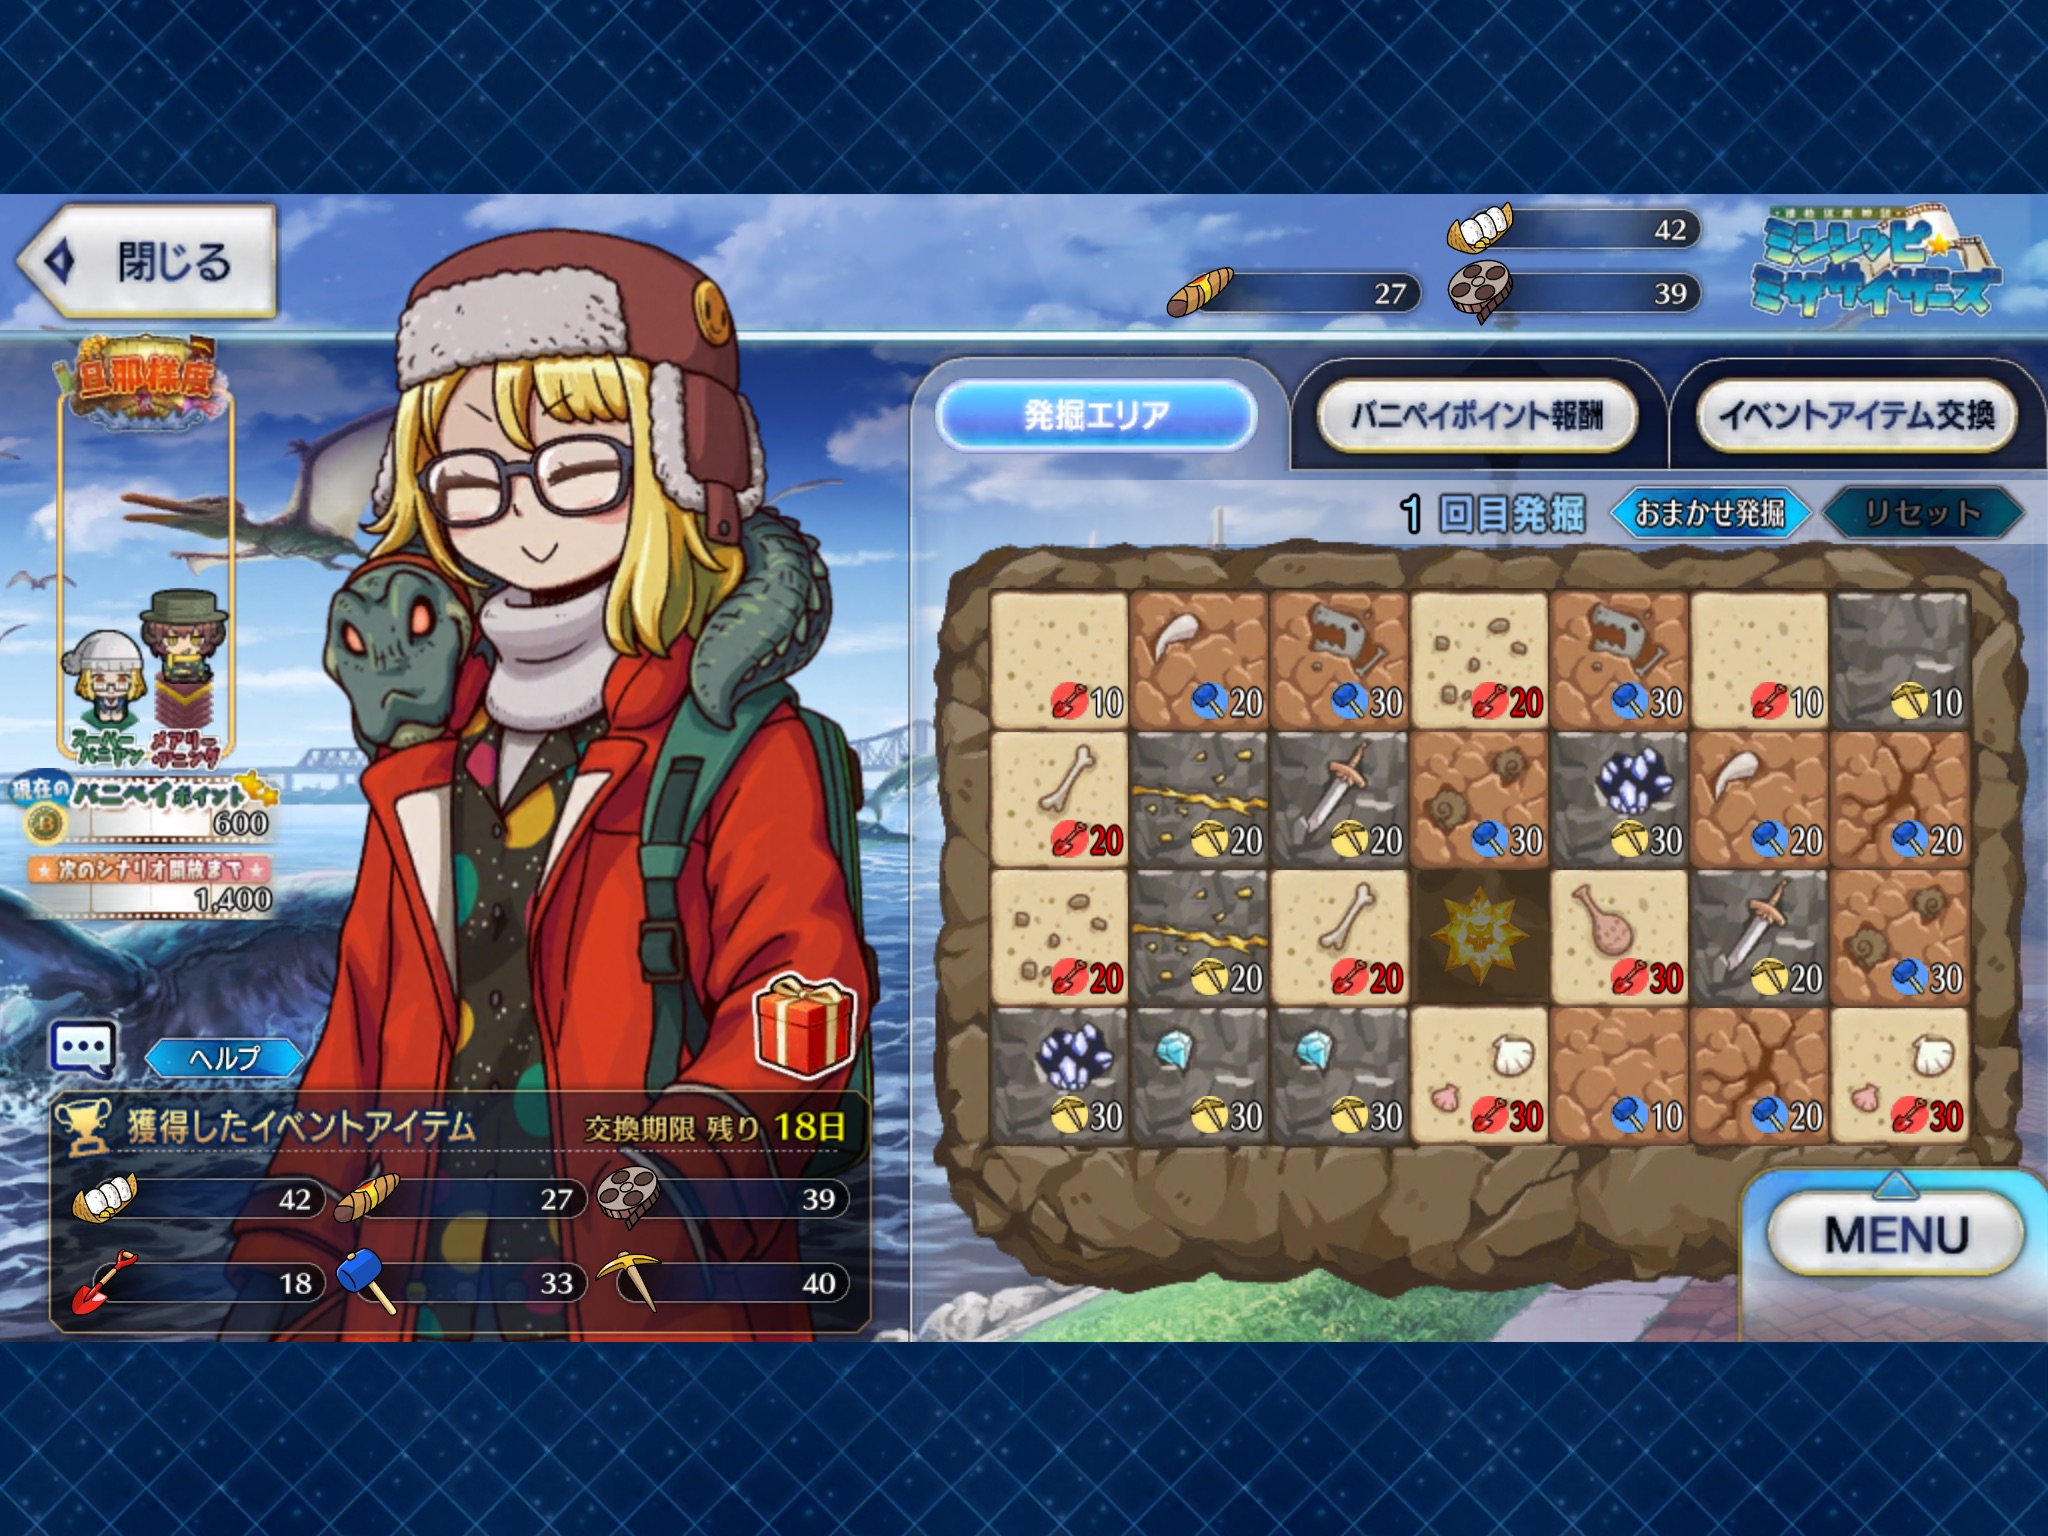 閉じる
42
27
39
ミシシッピ
ミザサイザーズ
旦那様度
スーパー
バニヤン
メアリー
アニング
現在の バニペイポイント
600
★次のシナリオ開放まで★
1,400
ヘルプ
獲得したイベントアイテム 交換期限 残り 18日
42 27 39
18 33 40
発掘エリア バニペイポイント報酬 イベントアイテム交換
1 回目発掘 おまかせ発掘 リセット
10 20 30 20 30 10 10
20 20 20 30 30 20 20
20 20 20 30 20 30
30 30 30 30 10 20 30
MENU